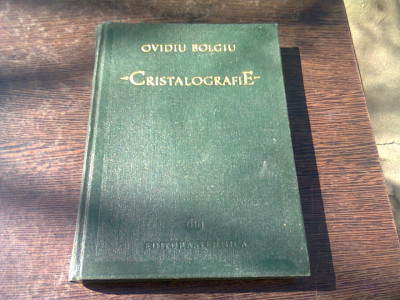 OVIDIU BOLGIU
-CRISTALOGRAFIE-
EDITURA TEHNICA